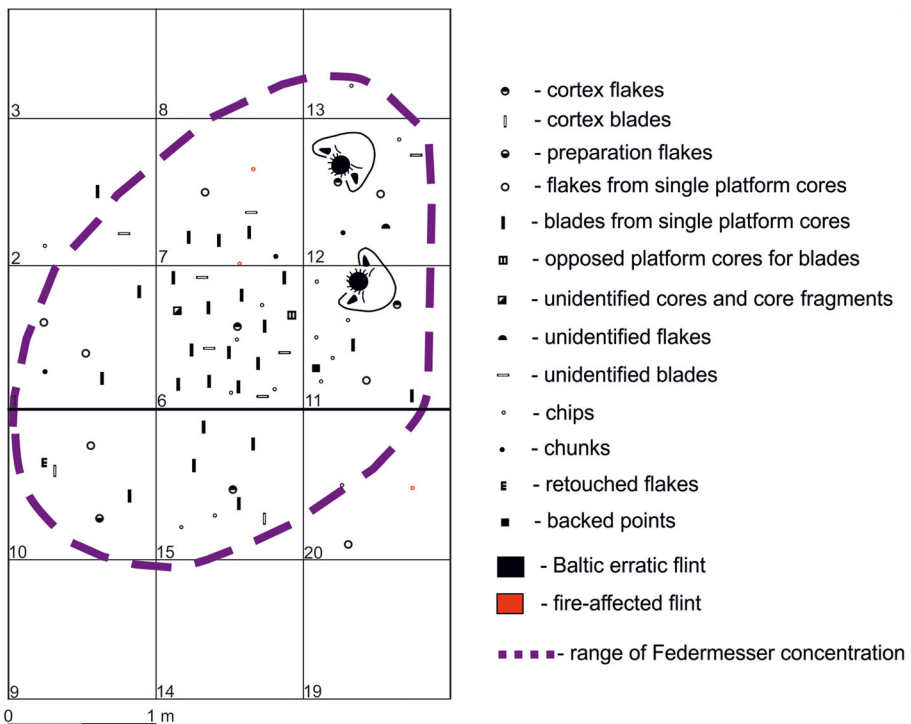 3 8 13
2 7 12
1 6 11
10 15 20
9 14 19
0 1 m
- cortex flakes
- cortex blades
- preparation flakes
- flakes from single platform cores
- blades from single platform cores
- opposed platform cores for blades
- unidentified cores and core fragments
- unidentified flakes
- unidentified blades
- chips
- chunks
- retouched flakes
- backed points
- Baltic erratic flint
- fire-affected flint
- range of Federmesser concentration